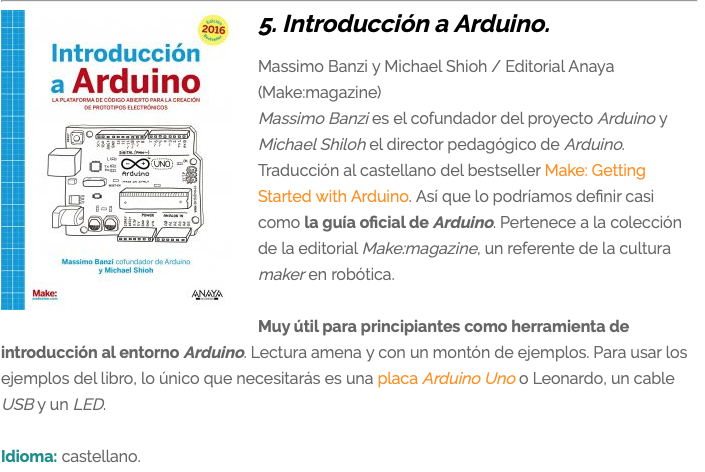 Edición
2016
Introducción
a Arduino
LA PLATAFORMA DE CÓDIGO ABIERTO PARA LA CREACIÓN
DE PROTOTIPOS ELECTRÓNICOS
UNO
Arduino
POWER
Massimo Banzi cofundador de Arduino
y Michael Shioh
Make:
ANAYA
5. Introducción a Arduino.
Massimo Banzi y Michael Shioh / Editorial Anaya
(Make:magazine)
Massimo Banzi es el cofundador del proyecto Arduino y
Michael Shiloh el director pedagógico de Arduino.
Traducción al castellano del bestseller Make: Getting
Started with Arduino. Así que lo podríamos definir casi
como la guía oficial de Arduino. Pertenece a la colección
de la editorial Make:magazine, un referente de la cultura
maker en robótica.
Muy útil para principiantes como herramienta de
introducción al entorno Arduino. Lectura amena y con un montón de ejemplos. Para usar los
ejemplos del libro, lo único que necesitarás es una placa Arduino Uno o Leonardo, un cable
USB y un LED.
Idioma: castellano.